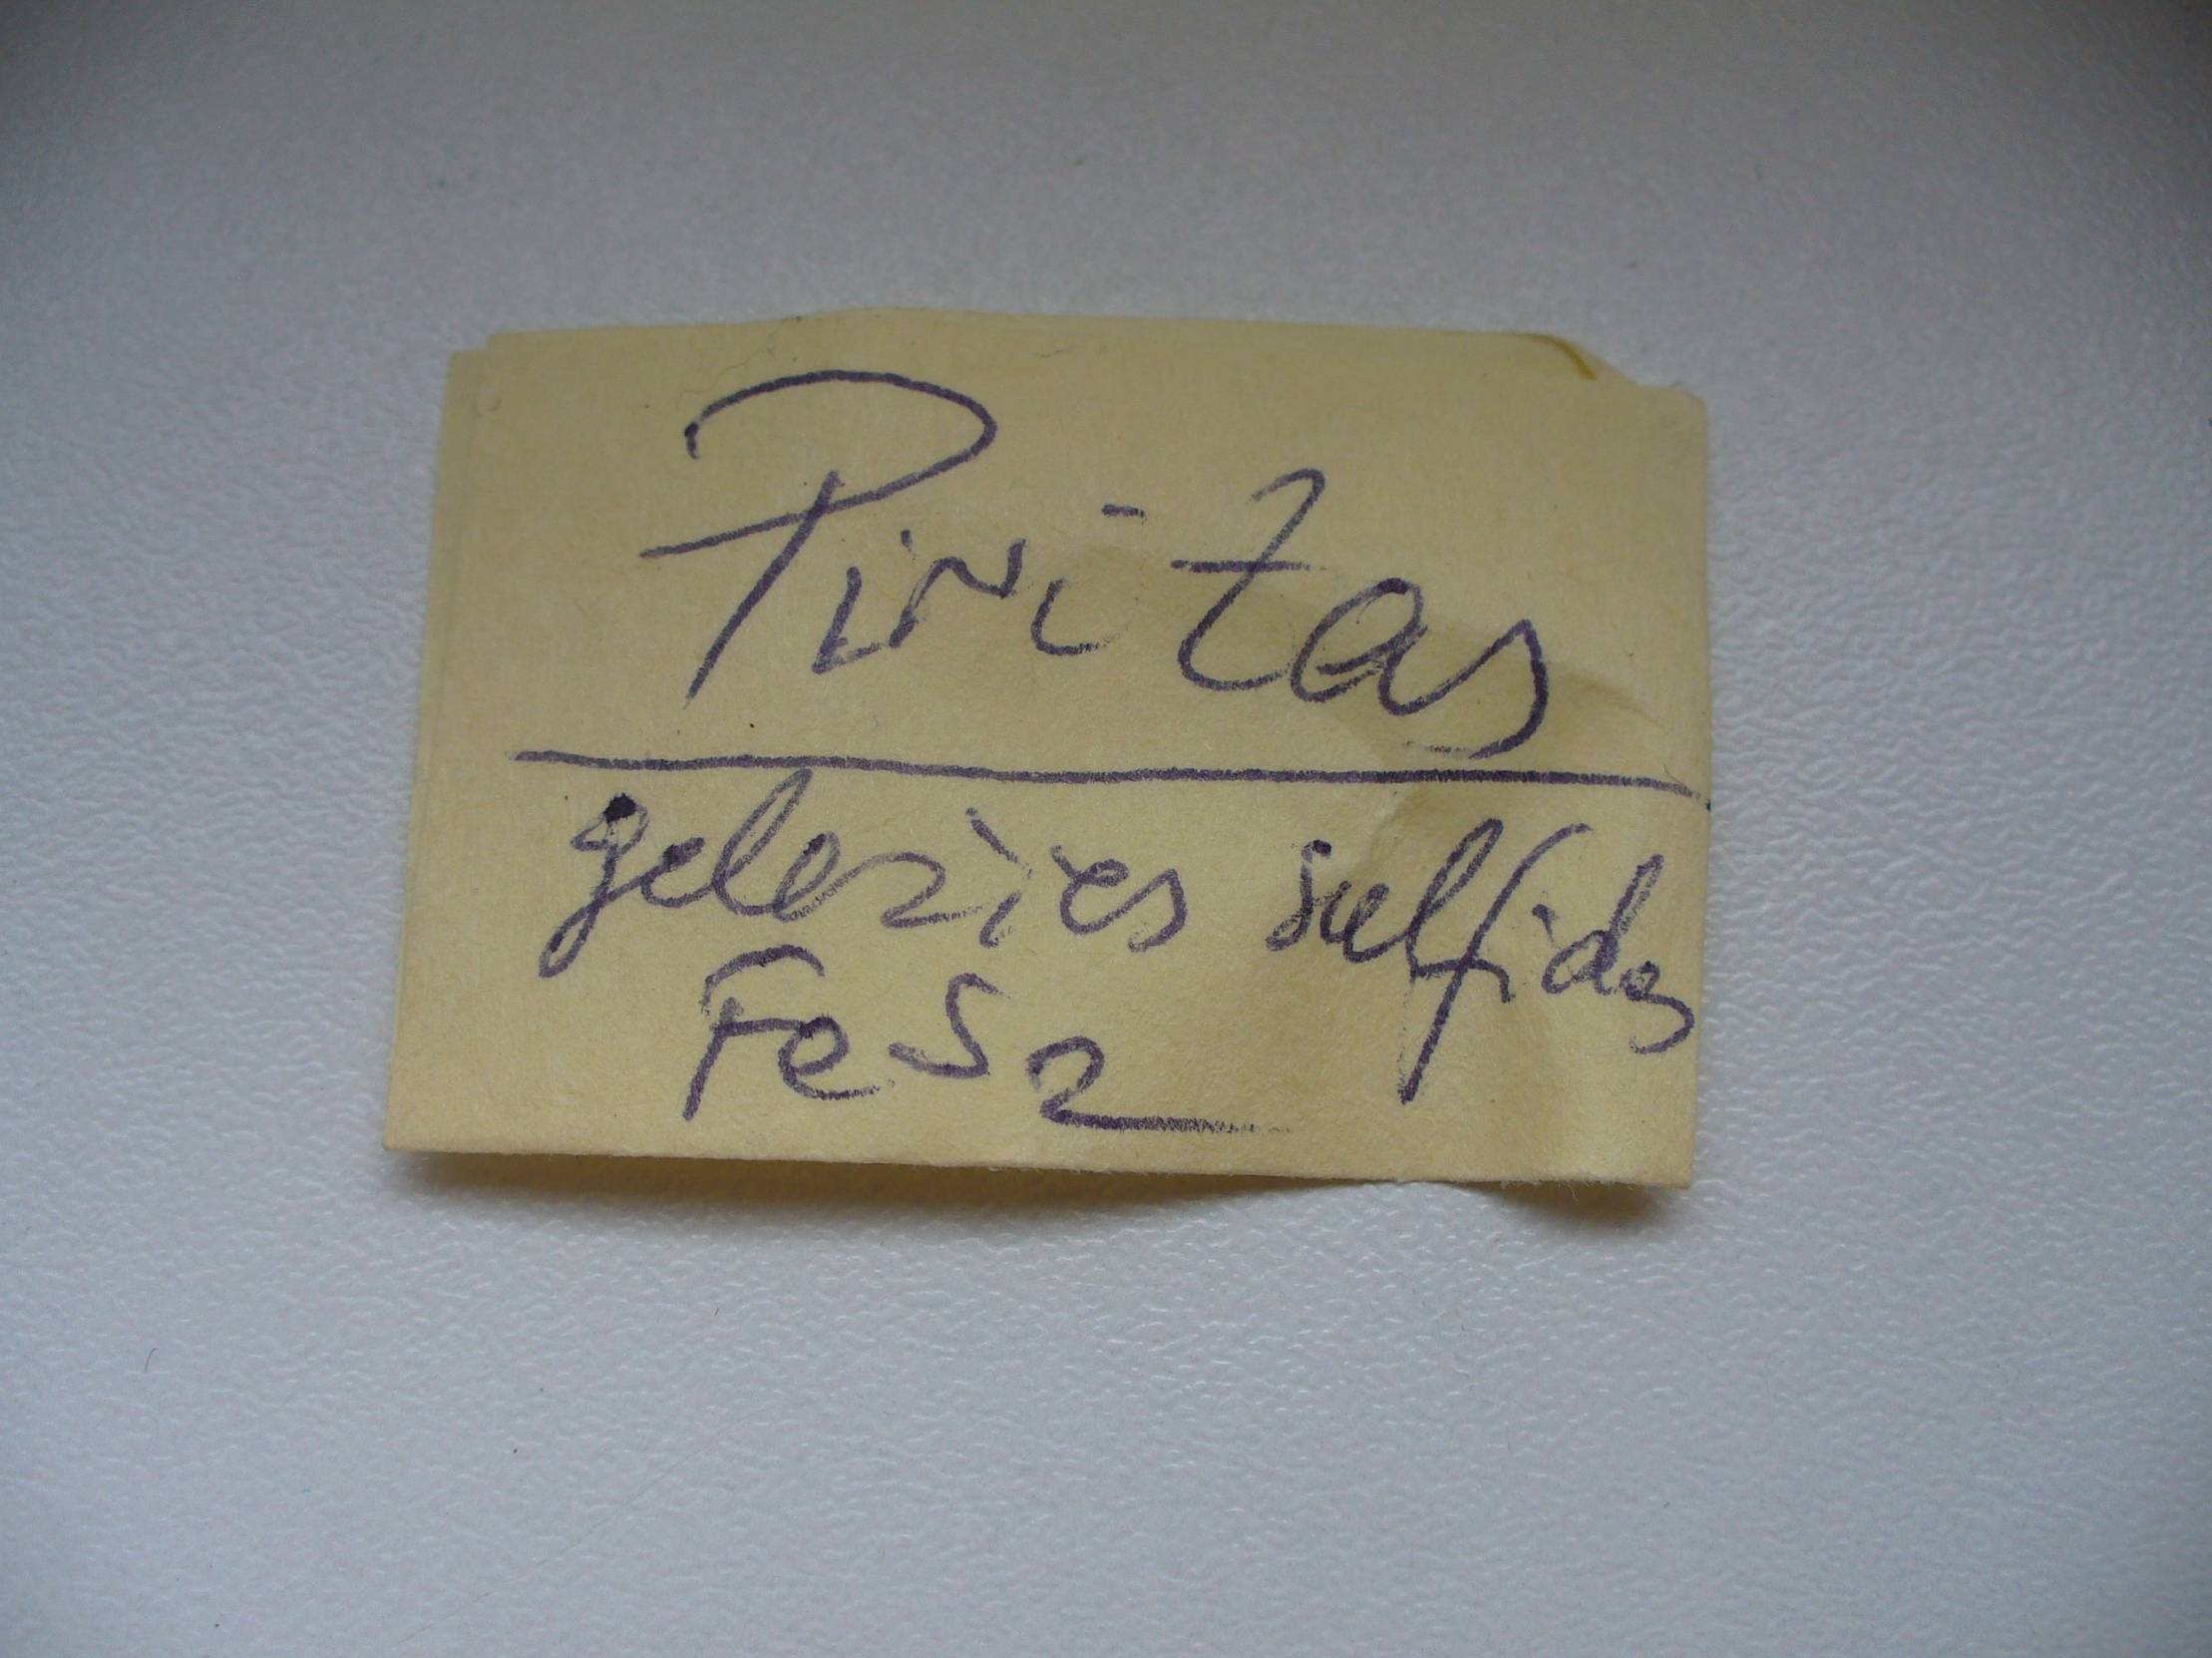 Piritas
geležies sulfidas
FeS2